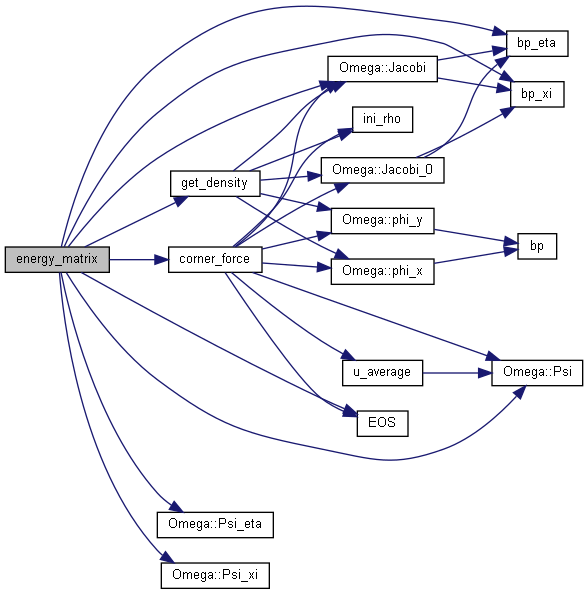 bp_eta
Omega::Jacobi
bp_xi
ini_rho
Omega::Jacobi_0
get_density
Omega::phi_y
bp
energy_matrix
corner_force
Omega::phi_x
u_average
Omega::Psi
EOS
Omega::Psi_eta
Omega::Psi_xi